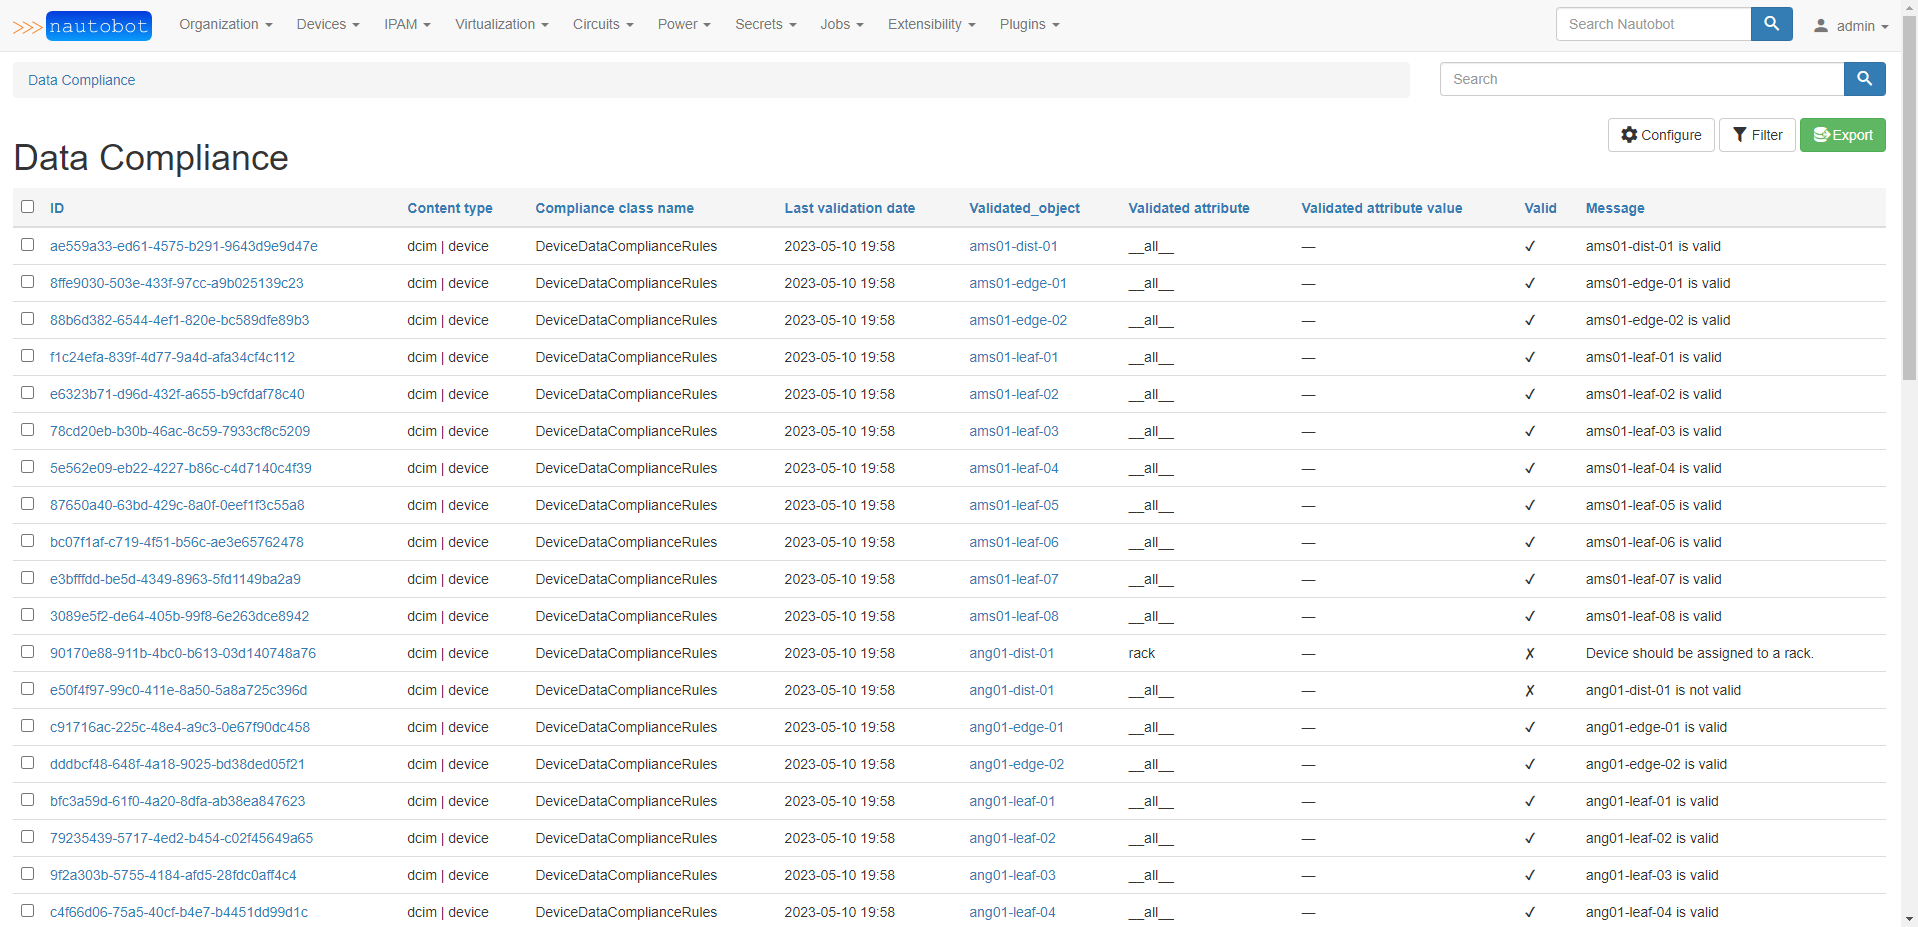 >>> nautobot Organization Devices IPAM Virtualization Circuits Power Secrets Jobs Extensibility Plugins Search Nautobot admin
Data Compliance Search
Configure Filter Export
Data Compliance
ID Content type Compliance class name Last validation date Validated_object Validated attribute Validated attribute value Valid Message
ae559a33-ed61-4575-b291-9643d9e9d47e dcim | device DeviceDataComplianceRules 2023-05-10 19:58 ams01-dist-01 __all__ — ✓ ams01-dist-01 is valid
8ffe9030-503e-433f-97cc-a9b025139c23 dcim | device DeviceDataComplianceRules 2023-05-10 19:58 ams01-edge-01 __all__ — ✓ ams01-edge-01 is valid
88b6d382-6544-4ef1-820e-bc589dfe89b3 dcim | device DeviceDataComplianceRules 2023-05-10 19:58 ams01-edge-02 __all__ — ✓ ams01-edge-02 is valid
f1c24efa-839f-4d77-9a4d-afa34cf4c112 dcim | device DeviceDataComplianceRules 2023-05-10 19:58 ams01-leaf-01 __all__ — ✓ ams01-leaf-01 is valid
e6323b71-d96d-432f-a655-b9cfdaf78c40 dcim | device DeviceDataComplianceRules 2023-05-10 19:58 ams01-leaf-02 __all__ — ✓ ams01-leaf-02 is valid
78cd20eb-b30b-46ac-8c59-7933cf8c5209 dcim | device DeviceDataComplianceRules 2023-05-10 19:58 ams01-leaf-03 __all__ — ✓ ams01-leaf-03 is valid
5e562e09-eb22-4227-b86c-c4d7140c4f39 dcim | device DeviceDataComplianceRules 2023-05-10 19:58 ams01-leaf-04 __all__ — ✓ ams01-leaf-04 is valid
87650a40-63bd-429c-8a0f-0eef1f3c55a8 dcim | device DeviceDataComplianceRules 2023-05-10 19:58 ams01-leaf-05 __all__ — ✓ ams01-leaf-05 is valid
bc07f1af-c719-4f51-b56c-ae3e65762478 dcim | device DeviceDataComplianceRules 2023-05-10 19:58 ams01-leaf-06 __all__ — ✓ ams01-leaf-06 is valid
e3bfffdd-be5d-4349-8963-5fd1149ba2a9 dcim | device DeviceDataComplianceRules 2023-05-10 19:58 ams01-leaf-07 __all__ — ✓ ams01-leaf-07 is valid
3089e5f2-de64-405b-99f8-6e263dce8942 dcim | device DeviceDataComplianceRules 2023-05-10 19:58 ams01-leaf-08 __all__ — ✓ ams01-leaf-08 is valid
90170e88-911b-4bc0-b613-03d140748a76 dcim | device DeviceDataComplianceRules 2023-05-10 19:58 ang01-dist-01 rack — ✗ Device should be assigned to a rack.
e50f4f97-99c0-411e-8a50-5a8a725c396d dcim | device DeviceDataComplianceRules 2023-05-10 19:58 ang01-dist-01 __all__ — ✗ ang01-dist-01 is not valid
c91716ac-225c-48e4-a9c3-0e67f90dc458 dcim | device DeviceDataComplianceRules 2023-05-10 19:58 ang01-edge-01 __all__ — ✓ ang01-edge-01 is valid
dddbcf48-648f-4a18-9025-bd38ded05f21 dcim | device DeviceDataComplianceRules 2023-05-10 19:58 ang01-edge-02 __all__ — ✓ ang01-edge-02 is valid
bfc3a59d-61f0-4a20-8dfa-ab38ea847623 dcim | device DeviceDataComplianceRules 2023-05-10 19:58 ang01-leaf-01 __all__ — ✓ ang01-leaf-01 is valid
79235439-5717-4ed2-b454-c02f45649a65 dcim | device DeviceDataComplianceRules 2023-05-10 19:58 ang01-leaf-02 __all__ — ✓ ang01-leaf-02 is valid
9f2a303b-5755-4184-afd5-28fdc0aff4c4 dcim | device DeviceDataComplianceRules 2023-05-10 19:58 ang01-leaf-03 __all__ — ✓ ang01-leaf-03 is valid
c4f66d06-75a5-40cf-b4e7-b4451dd99d1c dcim | device DeviceDataComplianceRules 2023-05-10 19:58 ang01-leaf-04 __all__ — ✓ ang01-leaf-04 is valid